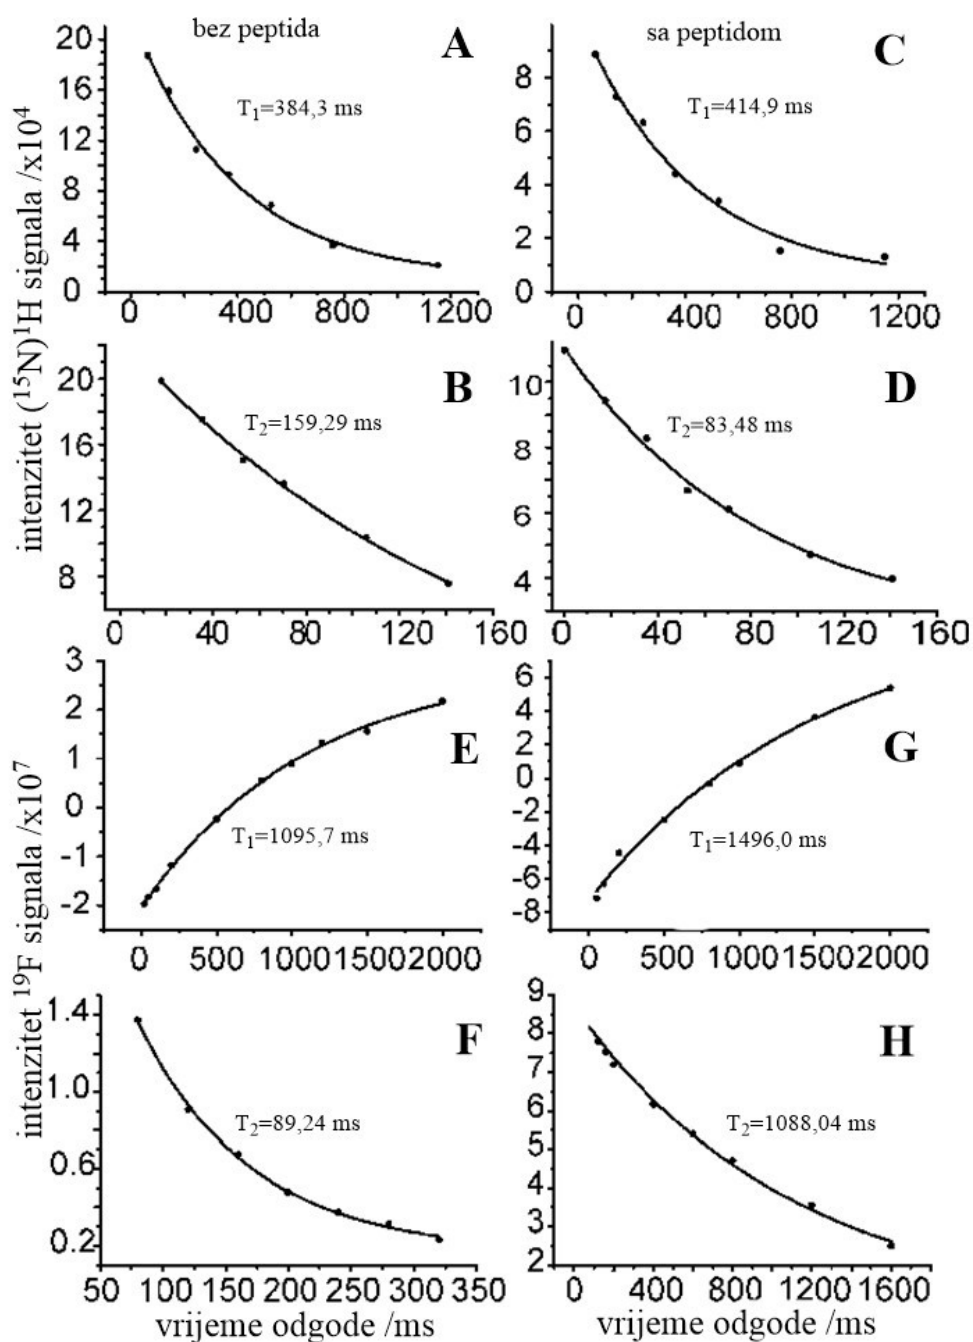 bez peptida
A
T1=384,3 ms
20
16
12
8
4
0
0 400 800 1200
sa peptidom
C
T1=414,9 ms
8
6
4
2
0
0 400 800 1200
intenzitet (15N)1H signala /x10^4
B
T2=159,29 ms
20
16
12
8
0 40 80 120 160
D
T2=83,48 ms
10
8
6
4
0 40 80 120 160
E
T1=1095,7 ms
3
2
1
0
-1
-2
0 500 1000 1500 2000
G
T1=1496,0 ms
6
4
2
0
-2
-4
-6
-8
0 500 1000 1500 2000
intenzitet 19F signala /x10^7
F
T2=89,24 ms
1.4
1.0
0.6
0.2
50 100 150 200 250 300 350
vrijeme odgode /ms
H
T2=1088,04 ms
9
8
7
6
5
4
3
2
0 400 800 1200 1600
vrijeme odgode /ms